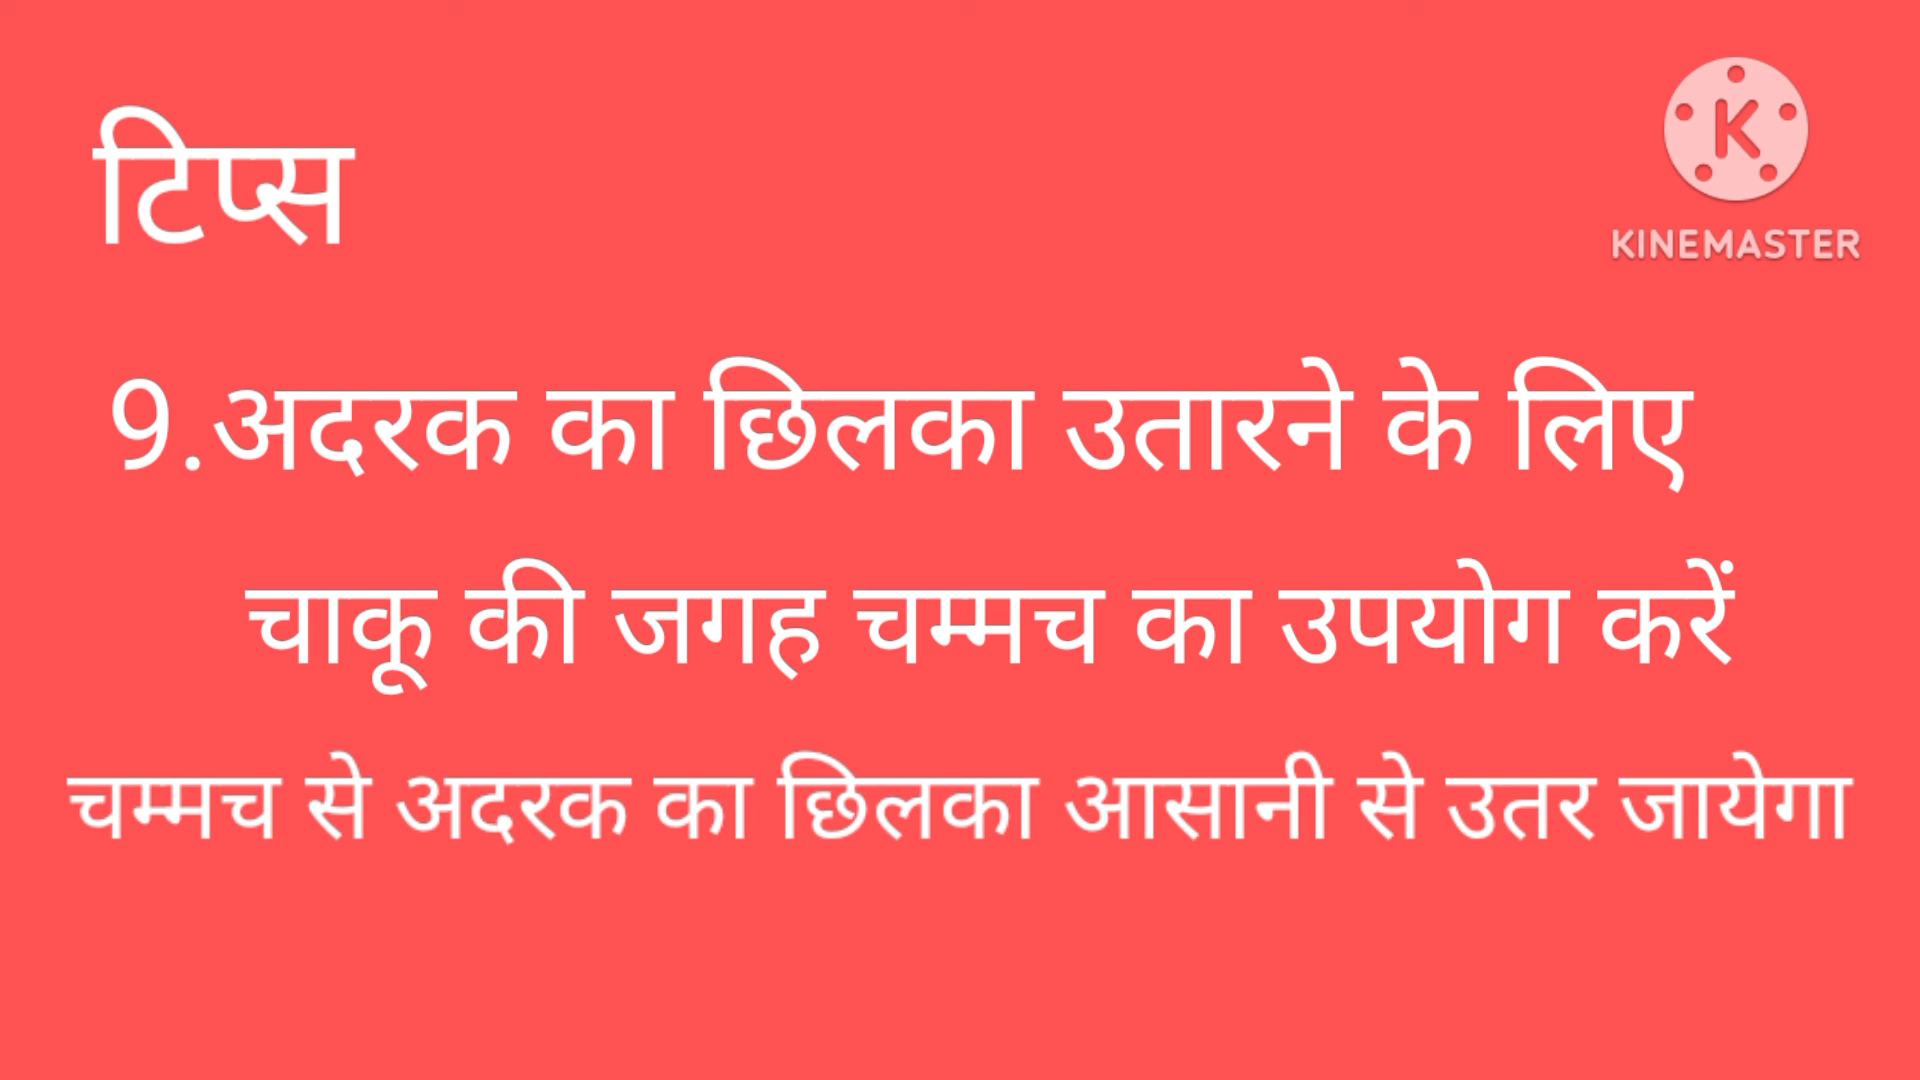 टिप्स
K
KINEMASTER
9.अदरक का छिलका उतारने के लिए
चाकू की जगह चम्मच का उपयोग करें
चम्मच से अदरक का छिलका आसानी से उतर जायेगा